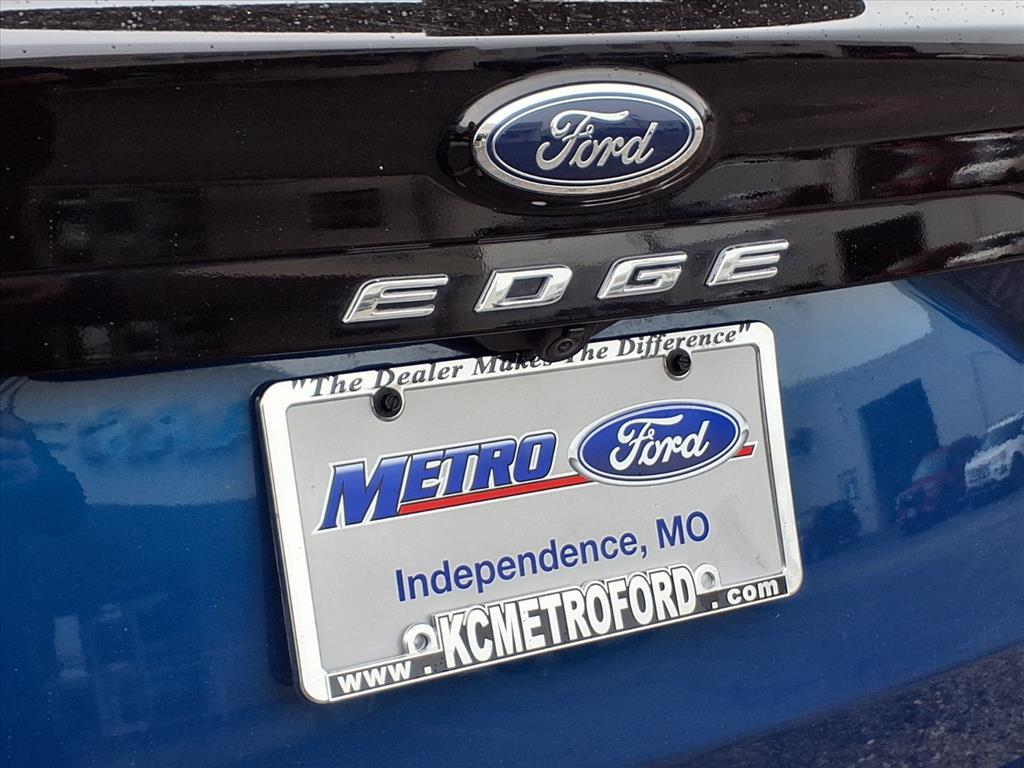 Ford
EDGE
"The Dealer Makes The Difference"
METRO Ford
Independence, MO
www.KCMETROFORD.com